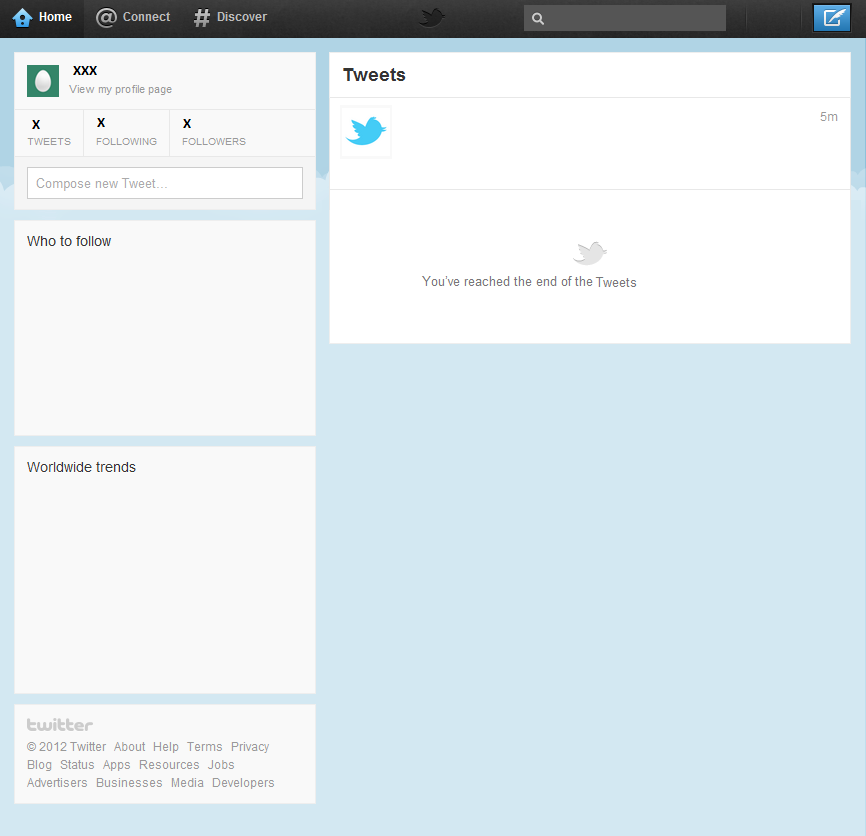 Home @ Connect # Discover
XXX
View my profile page
X X X
TWEETS FOLLOWING FOLLOWERS
Compose new Tweet...
Who to follow
Worldwide trends
twitter
© 2012 Twitter About Help Terms Privacy
Blog Status Apps Resources Jobs
Advertisers Businesses Media Developers
Tweets
5m
You've reached the end of the Tweets